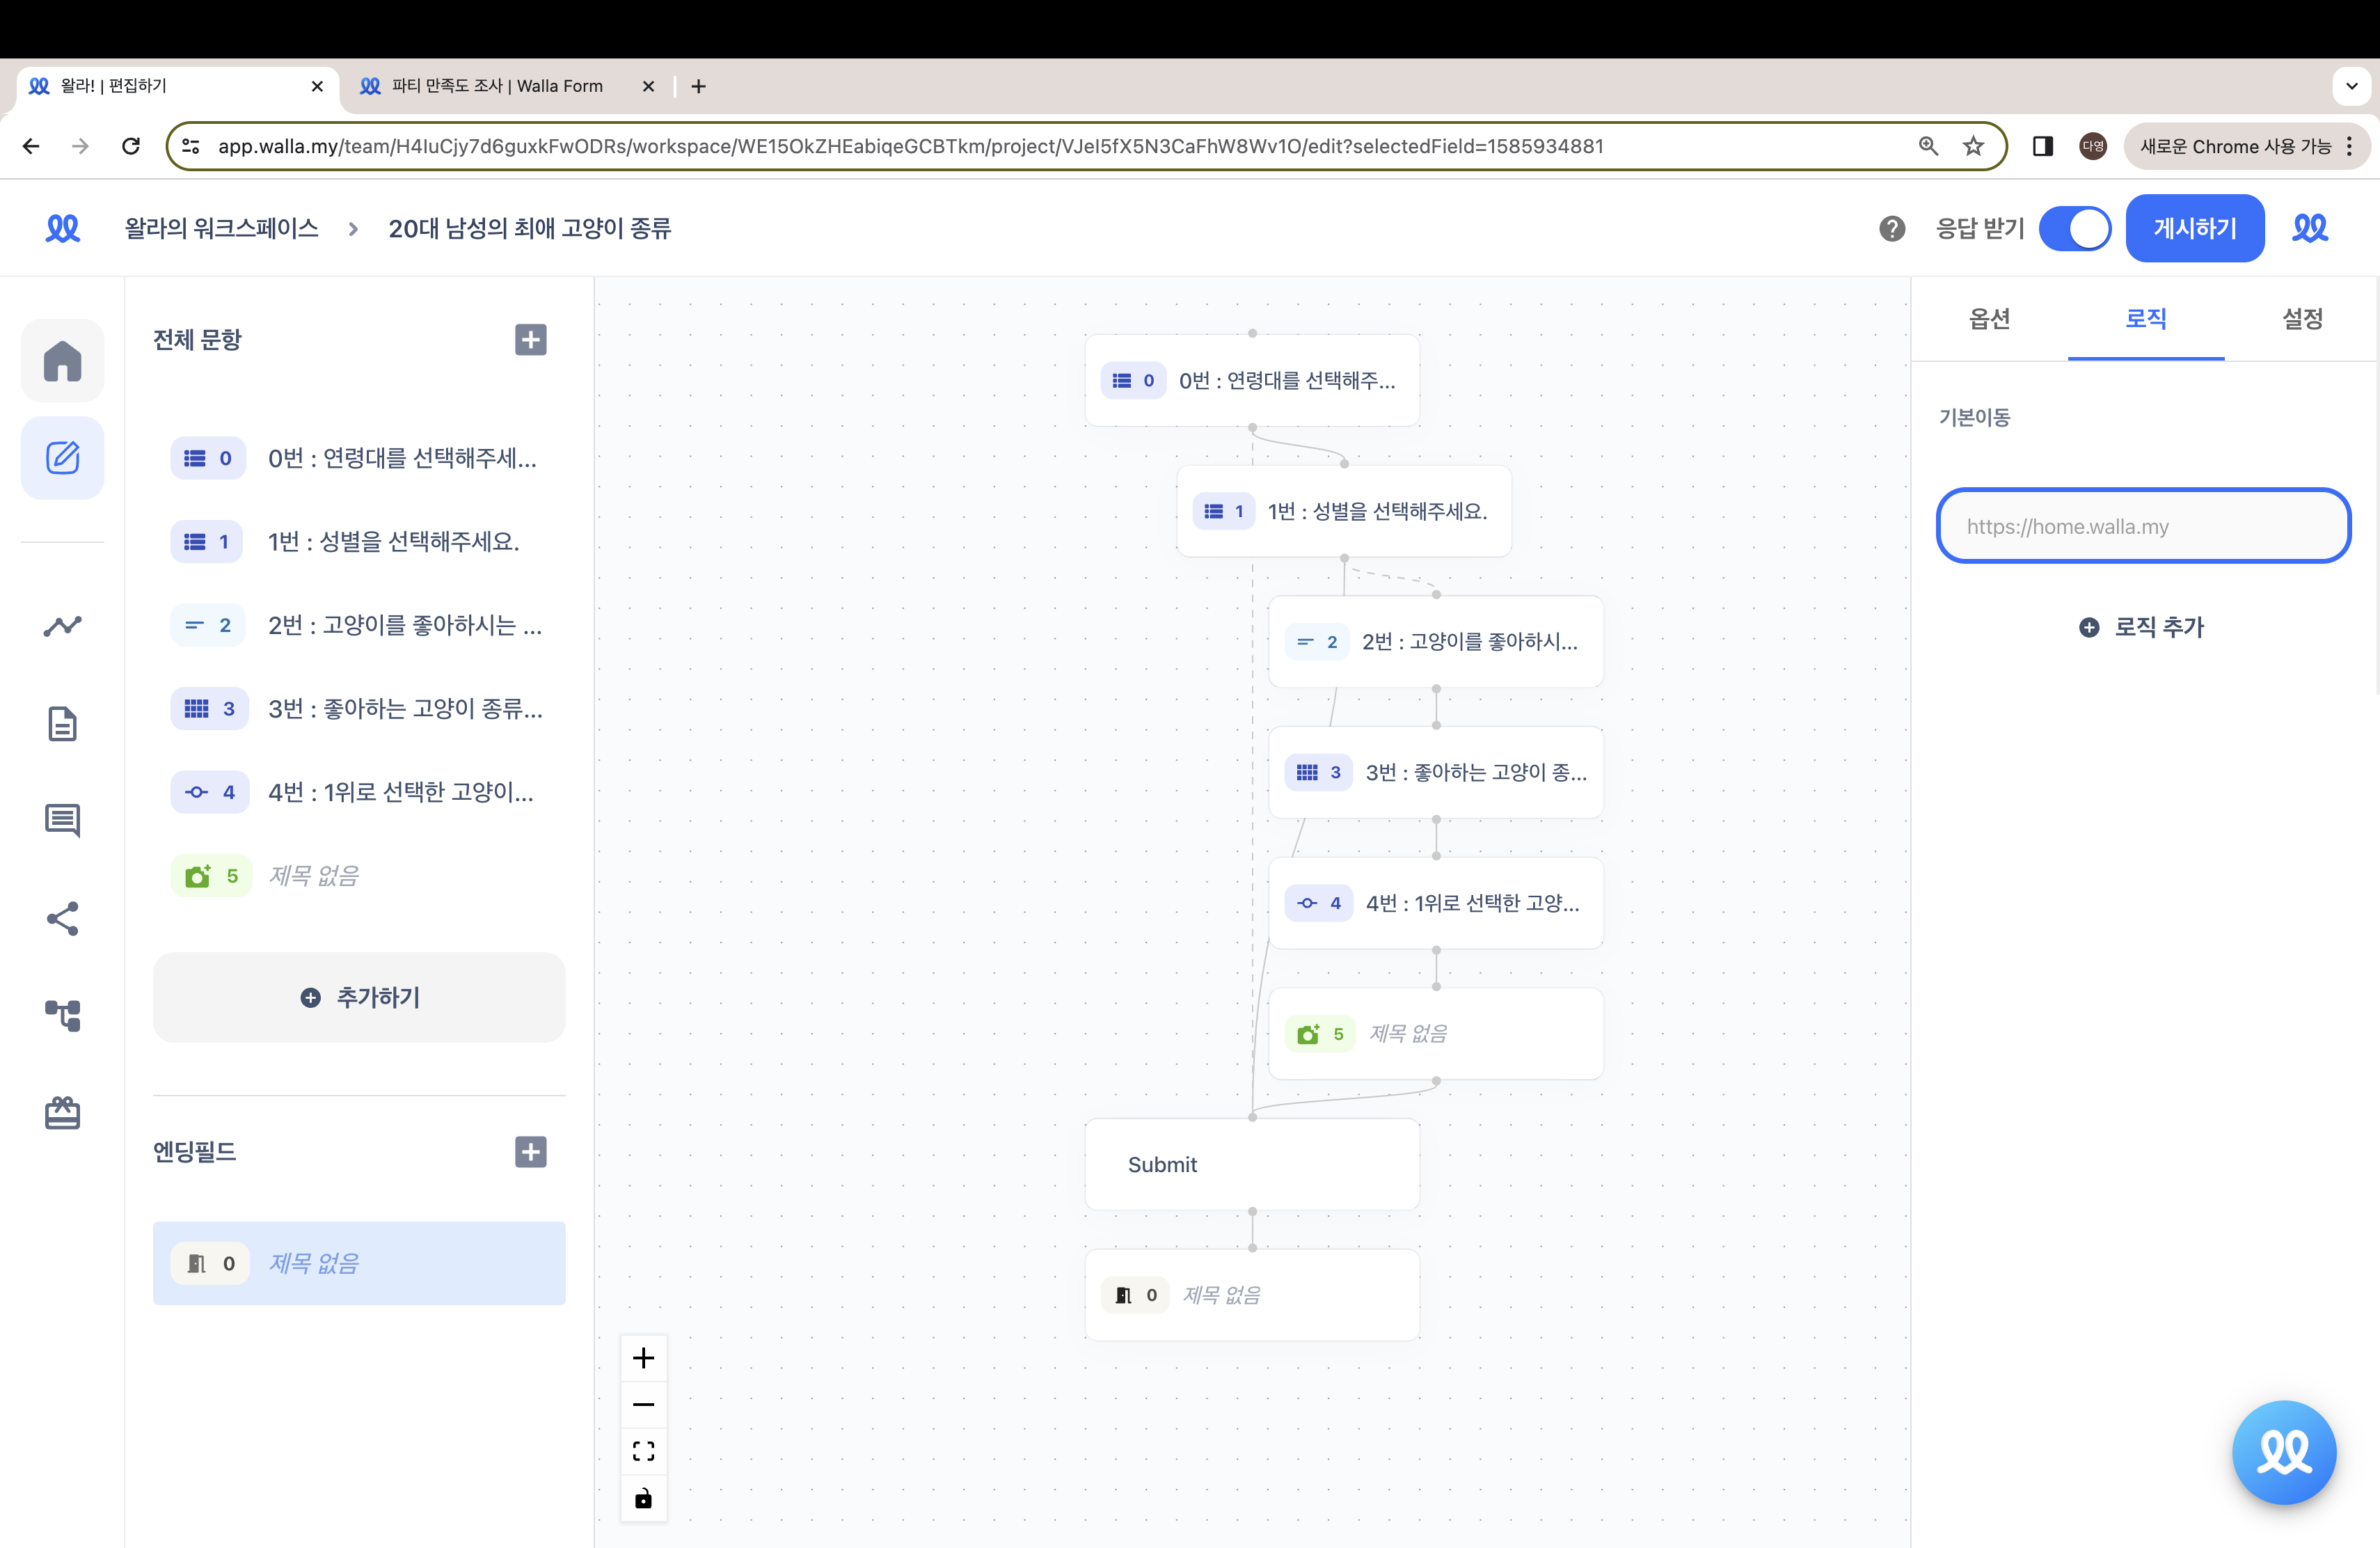 왈라! | 편집하기
파티 만족도 조사 | Walla Form
app.walla.my/team/H4IuCjy7d6guxkFwODRs/workspace/WE15OkZHEabiqeGCBTkm/project/VJel5fX5N3CaFhW8Wv1O/edit?selectedField=1585934881
다영
새로운 Chrome 사용 가능
왈라의 워크스페이스 > 20대 남성의 최애 고양이 종류
응답 받기
게시하기
전체 문항
0 0번 : 연령대를 선택해주세...
1 1번 : 성별을 선택해주세요.
2 2번 : 고양이를 좋아하시는 ...
3 3번 : 좋아하는 고양이 종류...
4 4번 : 1위로 선택한 고양이...
5 제목 없음
추가하기
엔딩필드
0 제목 없음
0 0번 : 연령대를 선택해주...
1 1번 : 성별을 선택해주세요.
2 2번 : 고양이를 좋아하시...
3 3번 : 좋아하는 고양이 종...
4 4번 : 1위로 선택한 고양...
5 제목 없음
Submit
0 제목 없음
옵션
로직
설정
기본이동
https://home.walla.my
로직 추가